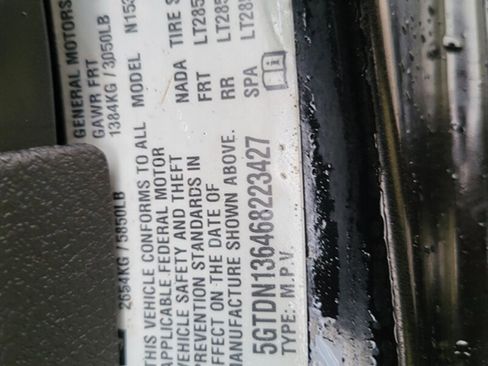 GENERAL MOTORS
GAWR FRT
1384KG / 3050LB
MODEL N153
NADA TIRE S
FRT LT285
RR LT285
SPA LT285
2654KG / 5850LB
THIS VEHICLE CONFORMS TO ALL
APPLICABLE FEDERAL MOTOR
VEHICLE SAFETY AND THEFT
PREVENTION STANDARDS IN
EFFECT ON THE DATE OF
MANUFACTURE SHOWN ABOVE.
5GTDN136468223427
TYPE: M.P.V.